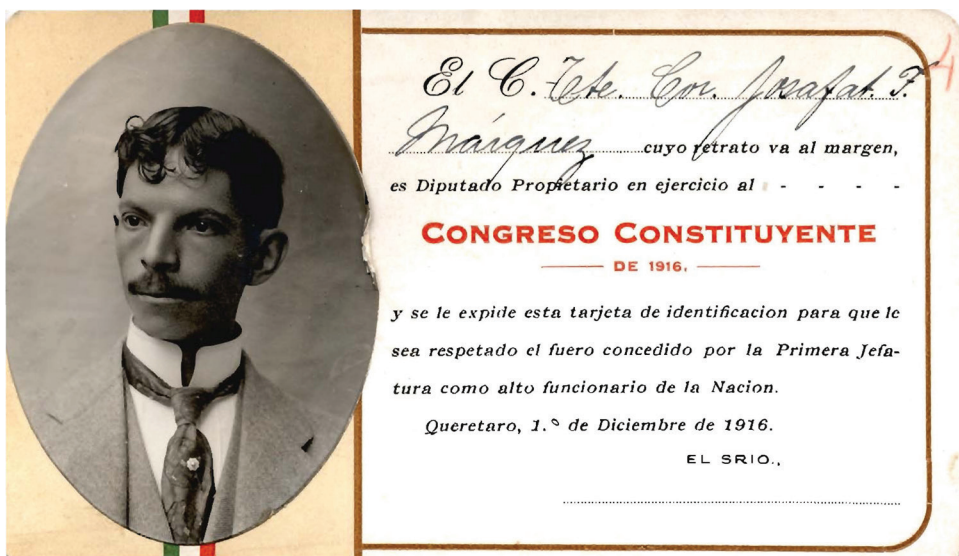 El C. Tte. Cor. Josafat. F.
Márquez cuyo retrato va al margen,
es Diputado Propietario en ejercicio al - - - -
CONGRESO CONSTITUYENTE
DE 1916.
y se le expide esta tarjeta de identificacion para que le
sea respetado el fuero concedido por la Primera Jefa-
tura como alto funcionario de la Nacion.
Queretaro, 1.º de Diciembre de 1916.
EL SRIO.,
4